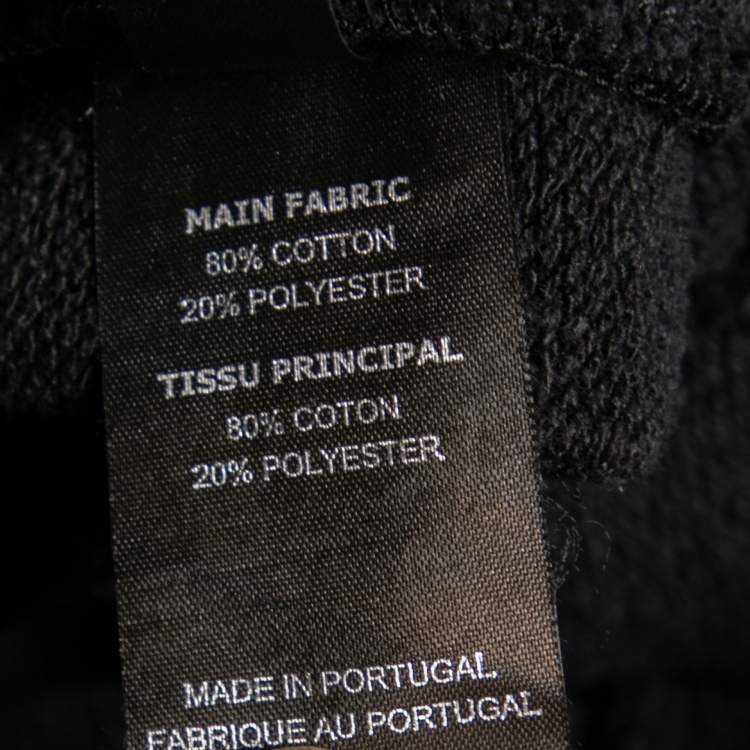 MAIN FABRIC
80% COTTON
20% POLYESTER
TISSU PRINCIPAL
80% COTON
20% POLYESTER
MADE IN PORTUGAL
FABRIQUE AU PORTUGAL